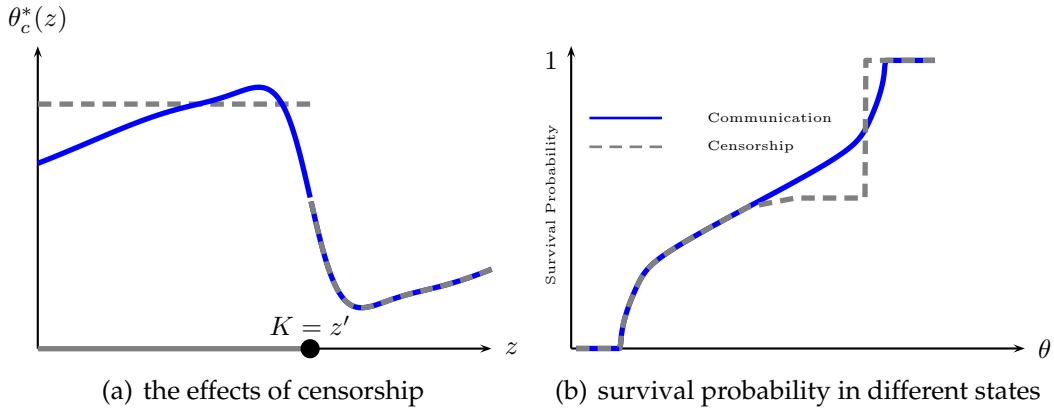 θ*c(z)
K = z′
z
(a) the effects of censorship
1
Survival Probability
Communication
Censorship
θ
(b) survival probability in different states